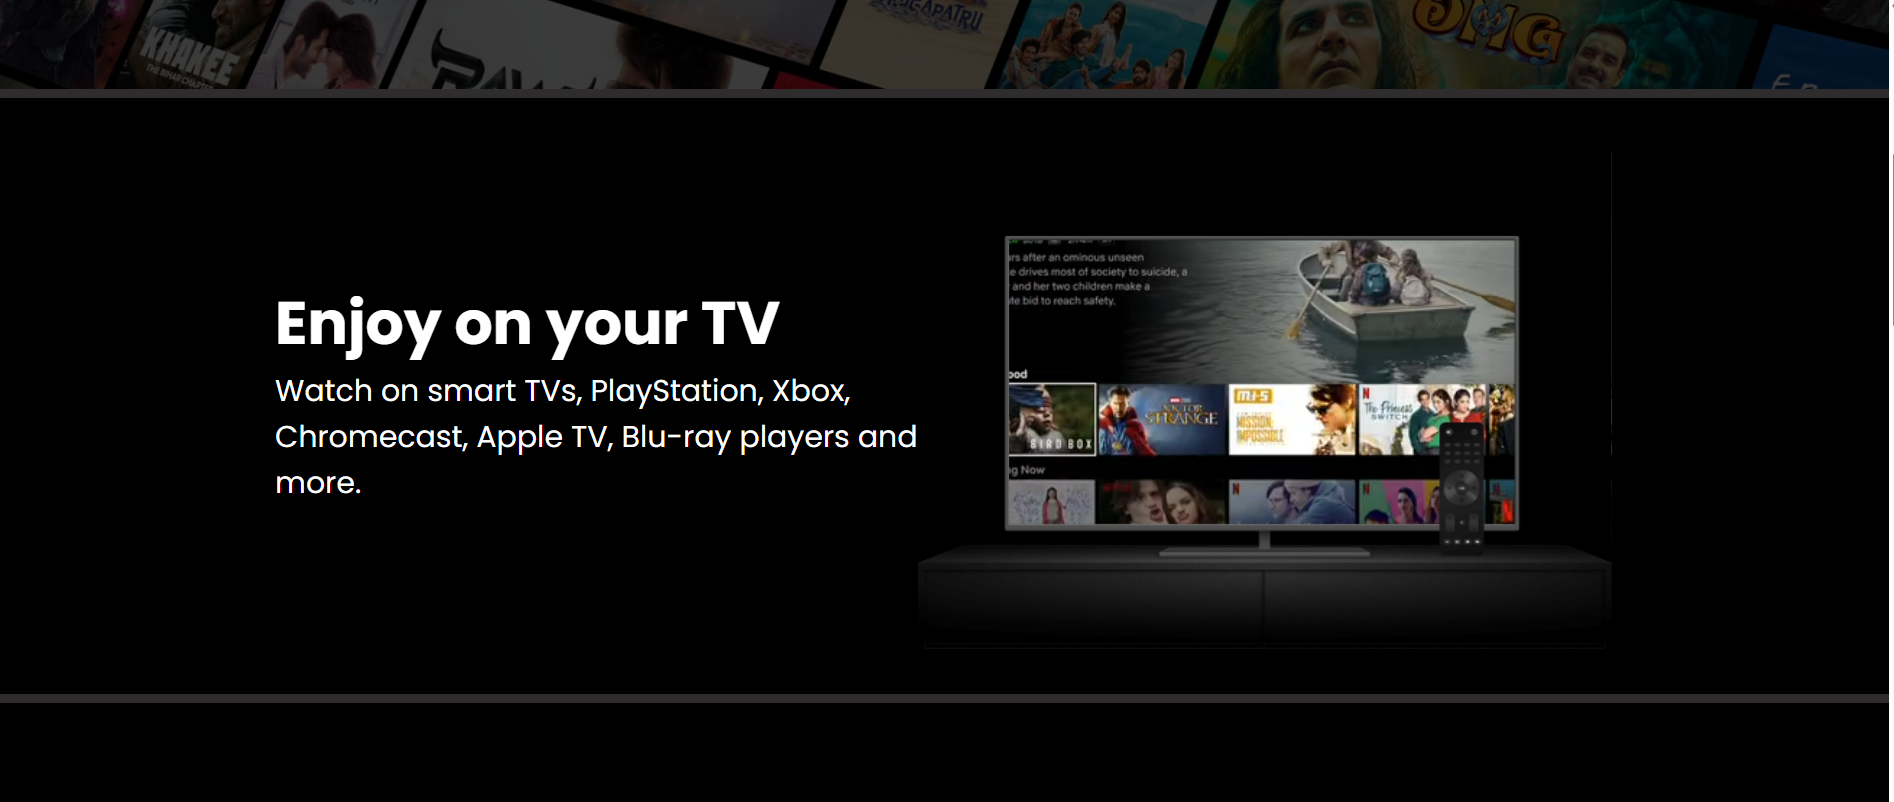 KHAKEE
THE BIHAR CHAPTER
OMG
Enjoy on your TV
Watch on smart TVs, PlayStation, Xbox,
Chromecast, Apple TV, Blu-ray players and
more.
rs after an ominous unseen
e drives most of society to suicide, a
and her two children make a
te bid to reach safety.
ood
BIRD BOX
DOCTOR
STRANGE
M:I-5
MISSION:
IMPOSSIBLE
The Princess
SWITCH
ng Now